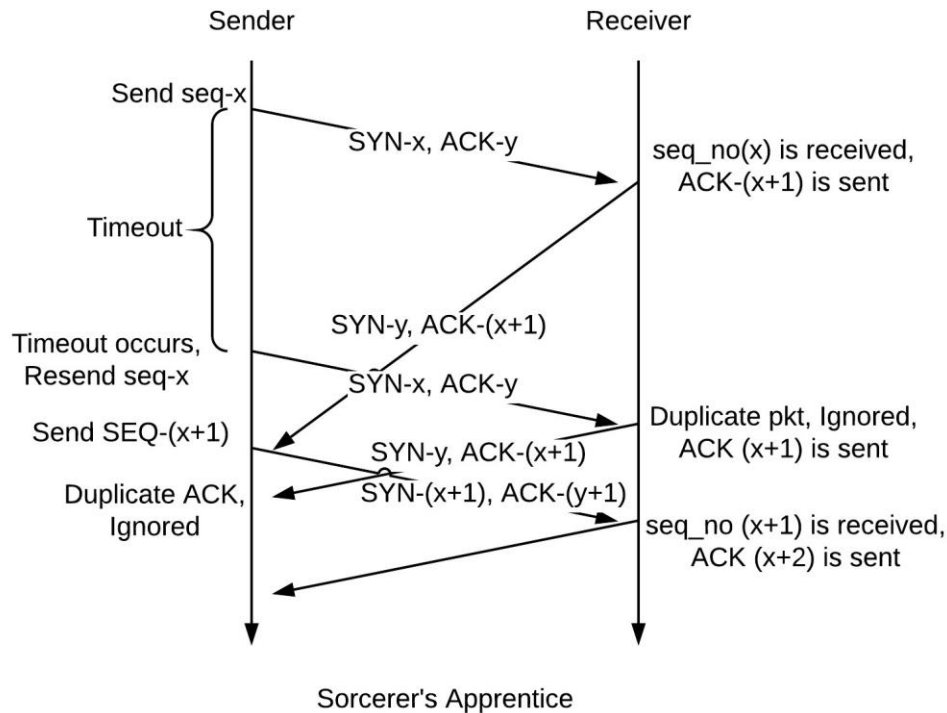 Sender
Receiver
Send seq-x
SYN-x, ACK-y
seq_no(x) is received,
ACK-(x+1) is sent
Timeout
SYN-y, ACK-(x+1)
Timeout occurs,
Resend seq-x
SYN-x, ACK-y
Duplicate pkt, Ignored,
ACK (x+1) is sent
Send SEQ-(x+1)
SYN-y, ACK-(x+1)
Duplicate ACK,
Ignored
SYN-(x+1), ACK-(y+1)
seq_no (x+1) is received,
ACK (x+2) is sent
Sorcerer's Apprentice